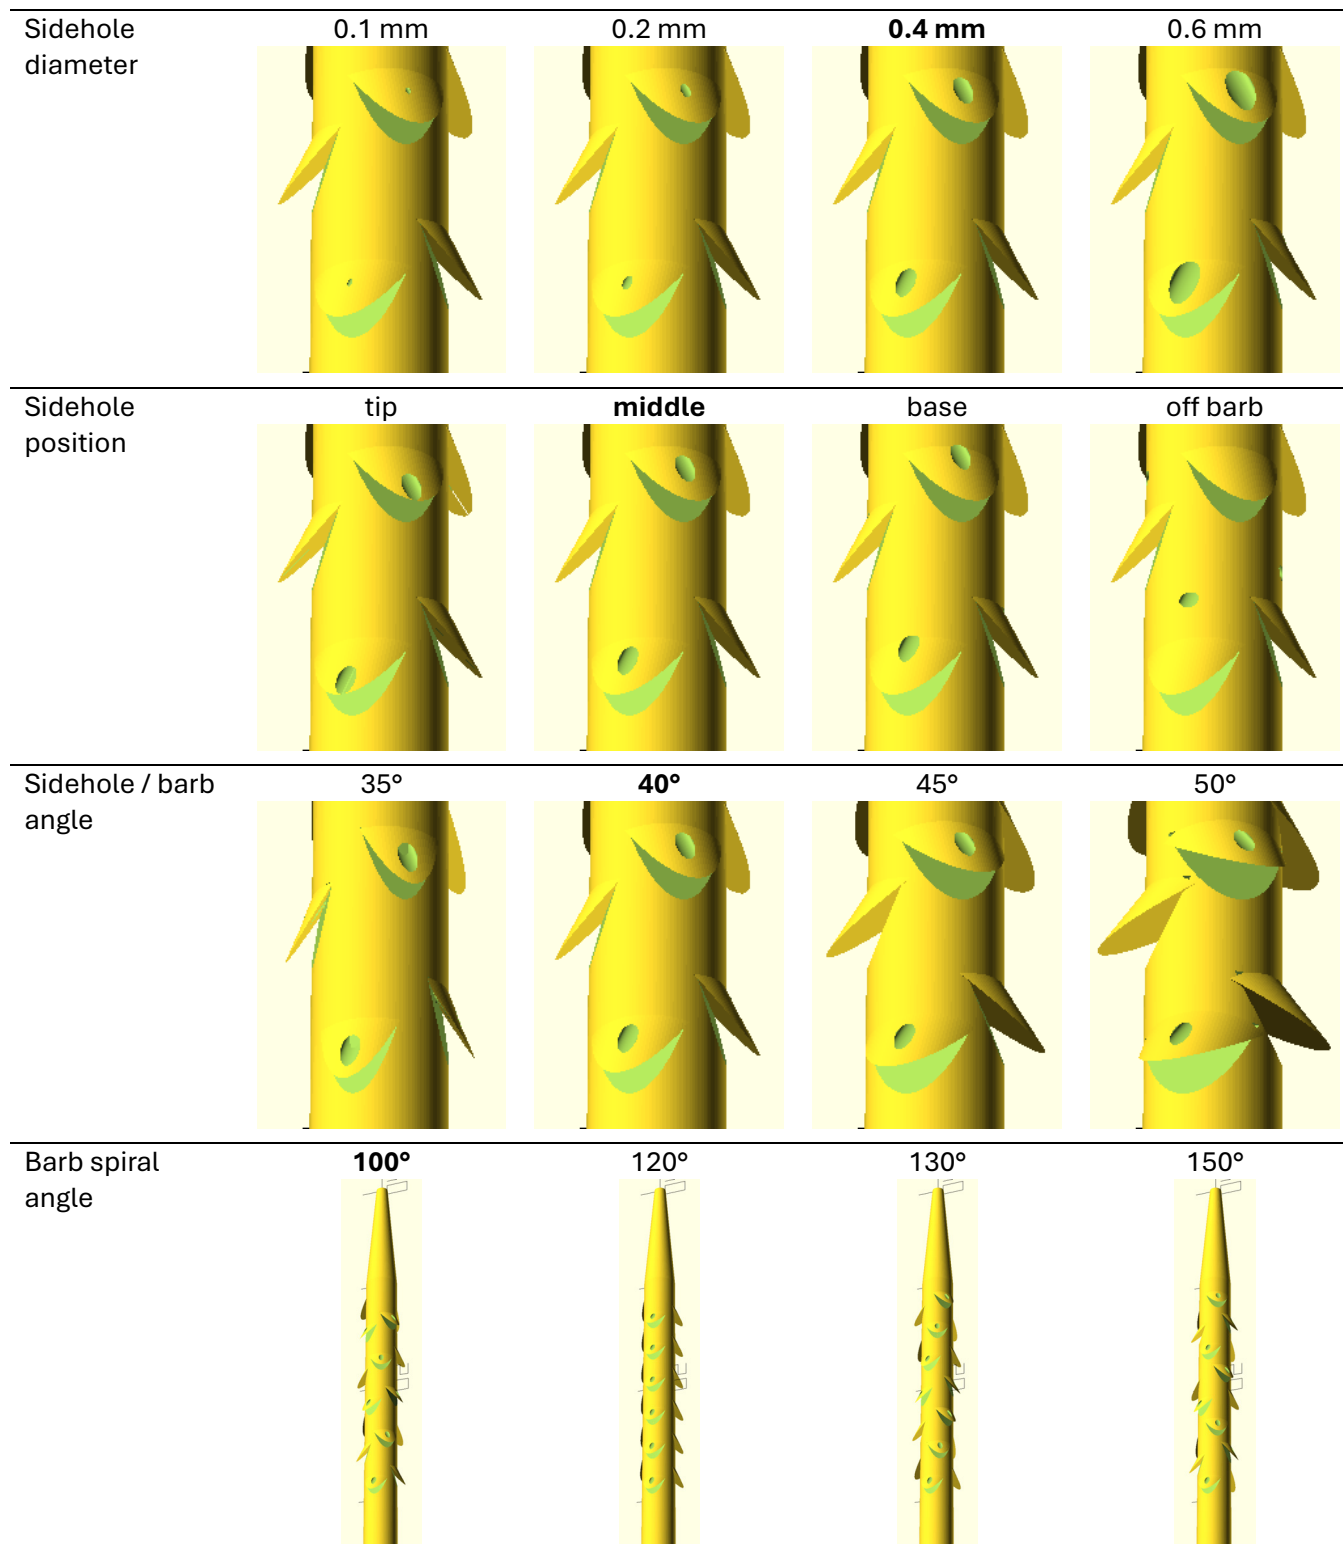 Sidehole diameter 0.1 mm 0.2 mm 0.4 mm 0.6 mm
Sidehole position tip middle base off barb
Sidehole / barb angle 35° 40° 45° 50°
Barb spiral angle 100° 120° 130° 150°